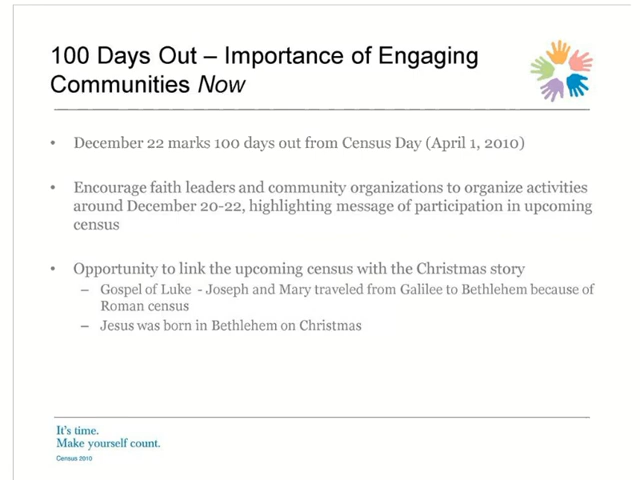 100 Days Out – Importance of Engaging
Communities Now
• December 22 marks 100 days out from Census Day (April 1, 2010)
• Encourage faith leaders and community organizations to organize activities
around December 20-22, highlighting message of participation in upcoming
census
• Opportunity to link the upcoming census with the Christmas story
– Gospel of Luke - Joseph and Mary traveled from Galilee to Bethlehem because of
Roman census
– Jesus was born in Bethlehem on Christmas
It's time.
Make yourself count.
Census 2010